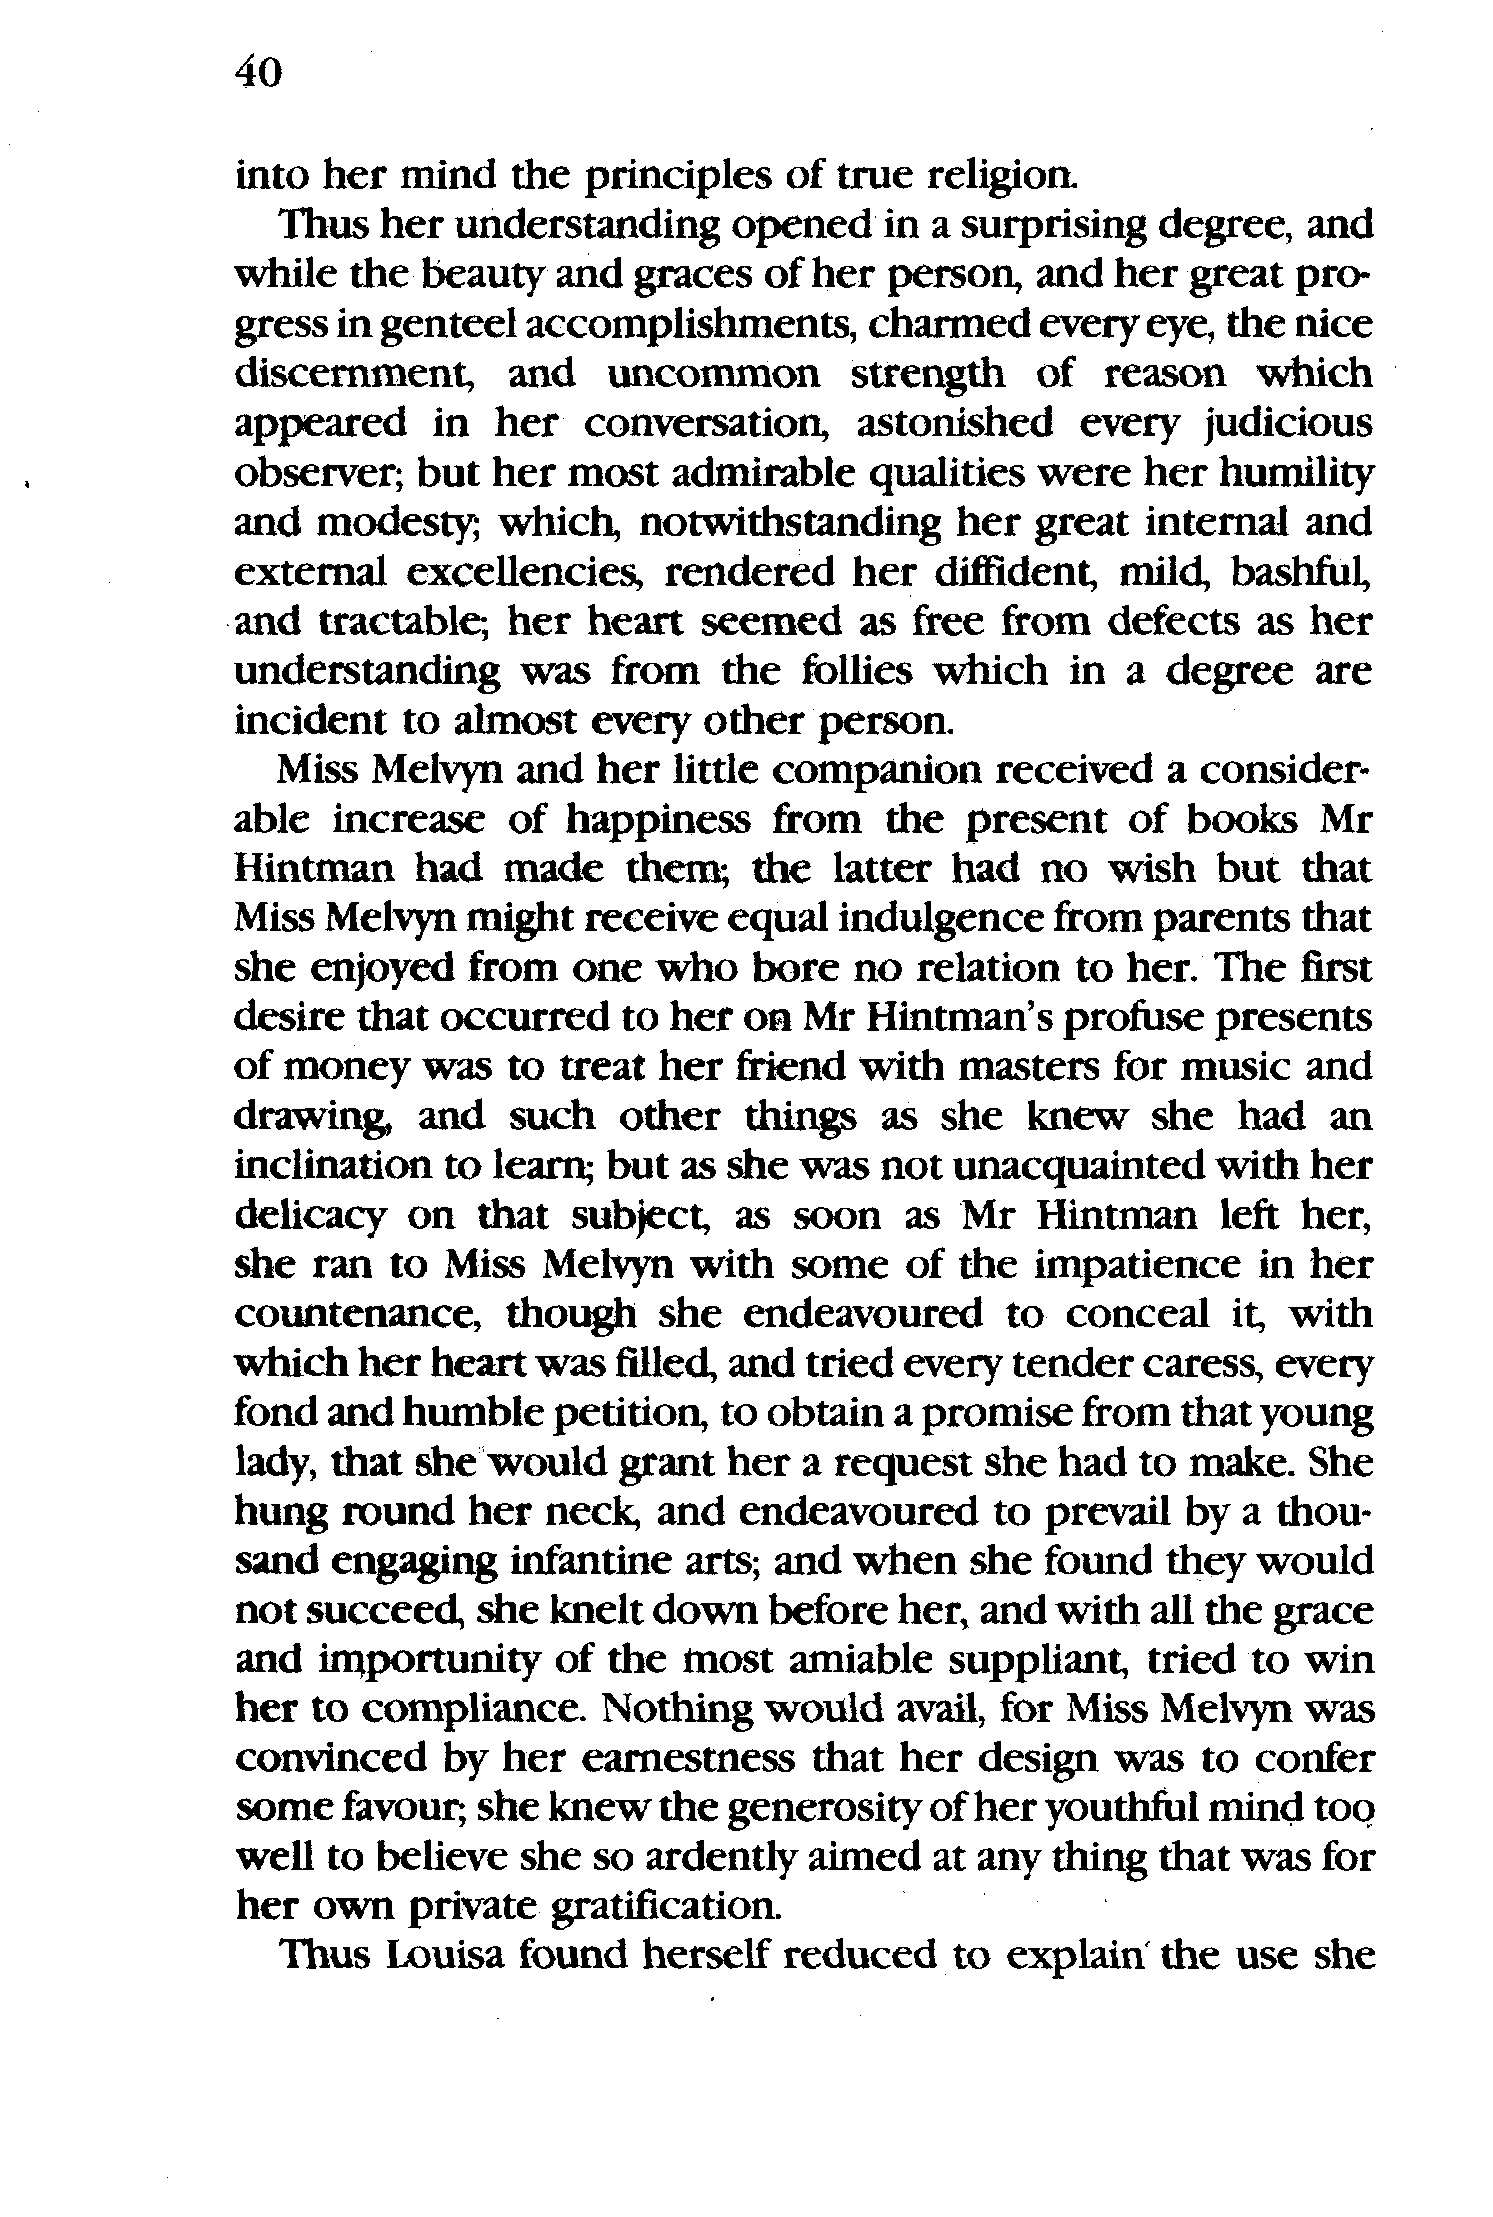 40
into her mind the principles of true religion.
Thus her understanding opened in a surprising degree, and
while the beauty and graces of her person, and her great pro-
gress in genteel accomplishments, charmed every eye, the nice
discernment, and uncommon strength of reason which
appeared in her conversation, astonished every judicious
observer; but her most admirable qualities were her humility
and modesty; which, notwithstanding her great internal and
external excellencies, rendered her diffident, mild, bashful,
and tractable; her heart seemed as free from defects as her
understanding was from the follies which in a degree are
incident to almost every other person.
Miss Melvyn and her little companion received a consider-
able increase of happiness from the present of books Mr
Hintman had made them; the latter had no wish but that
Miss Melvyn might receive equal indulgence from parents that
she enjoyed from one who bore no relation to her. The first
desire that occurred to her on Mr Hintman's profuse presents
of money was to treat her friend with masters for music and
drawing, and such other things as she knew she had an
inclination to learn; but as she was not unacquainted with her
delicacy on that subject, as soon as Mr Hintman left her,
she ran to Miss Melvyn with some of the impatience in her
countenance, though she endeavoured to conceal it, with
which her heart was filled, and tried every tender caress, every
fond and humble petition, to obtain a promise from that young
lady, that she would grant her a request she had to make. She
hung round her neck, and endeavoured to prevail by a thou-
sand engaging infantine arts; and when she found they would
not succeed, she knelt down before her, and with all the grace
and importunity of the most amiable suppliant, tried to win
her to compliance. Nothing would avail, for Miss Melvyn was
convinced by her earnestness that her design was to confer
some favour; she knew the generosity of her youthful mind too
well to believe she so ardently aimed at any thing that was for
her own private gratification.
Thus Louisa found herself reduced to explain the use she